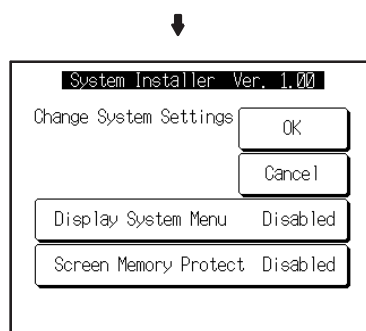 System Installer Ver. 1.00
Change System Settings
OK
Cancel
Display System Menu Disabled
Screen Memory Protect Disabled